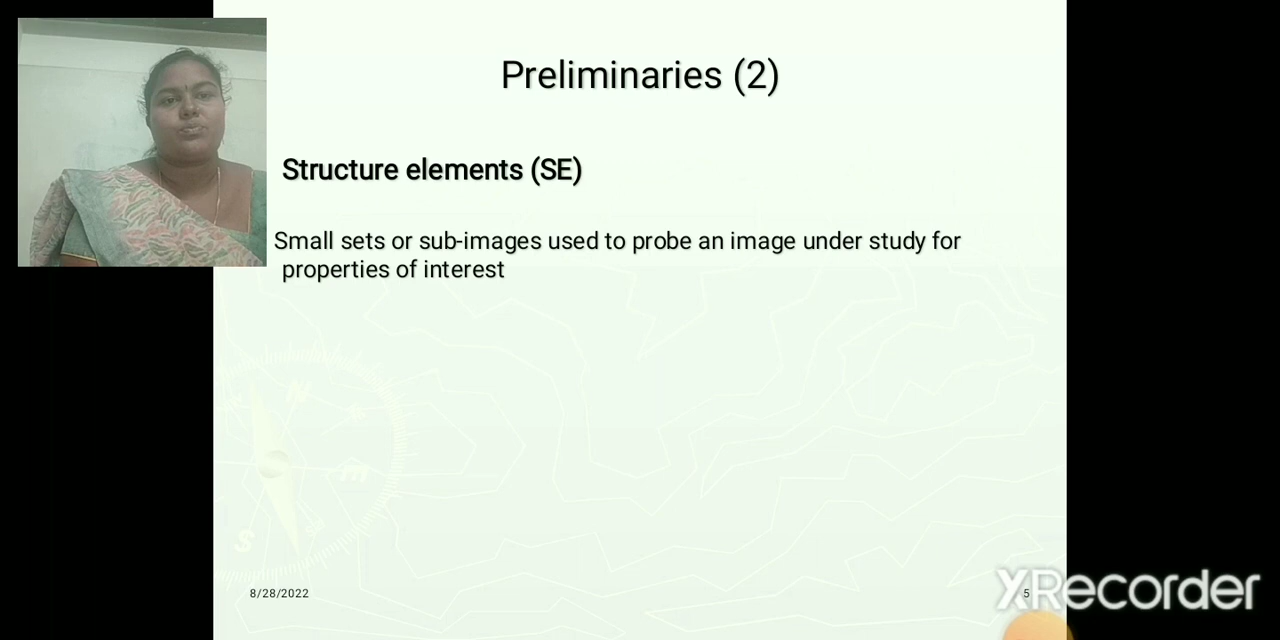 Preliminaries (2)
Structure elements (SE)
Small sets or sub-images used to probe an image under study for
properties of interest
N
m
S
8/28/2022
5
XRecorder